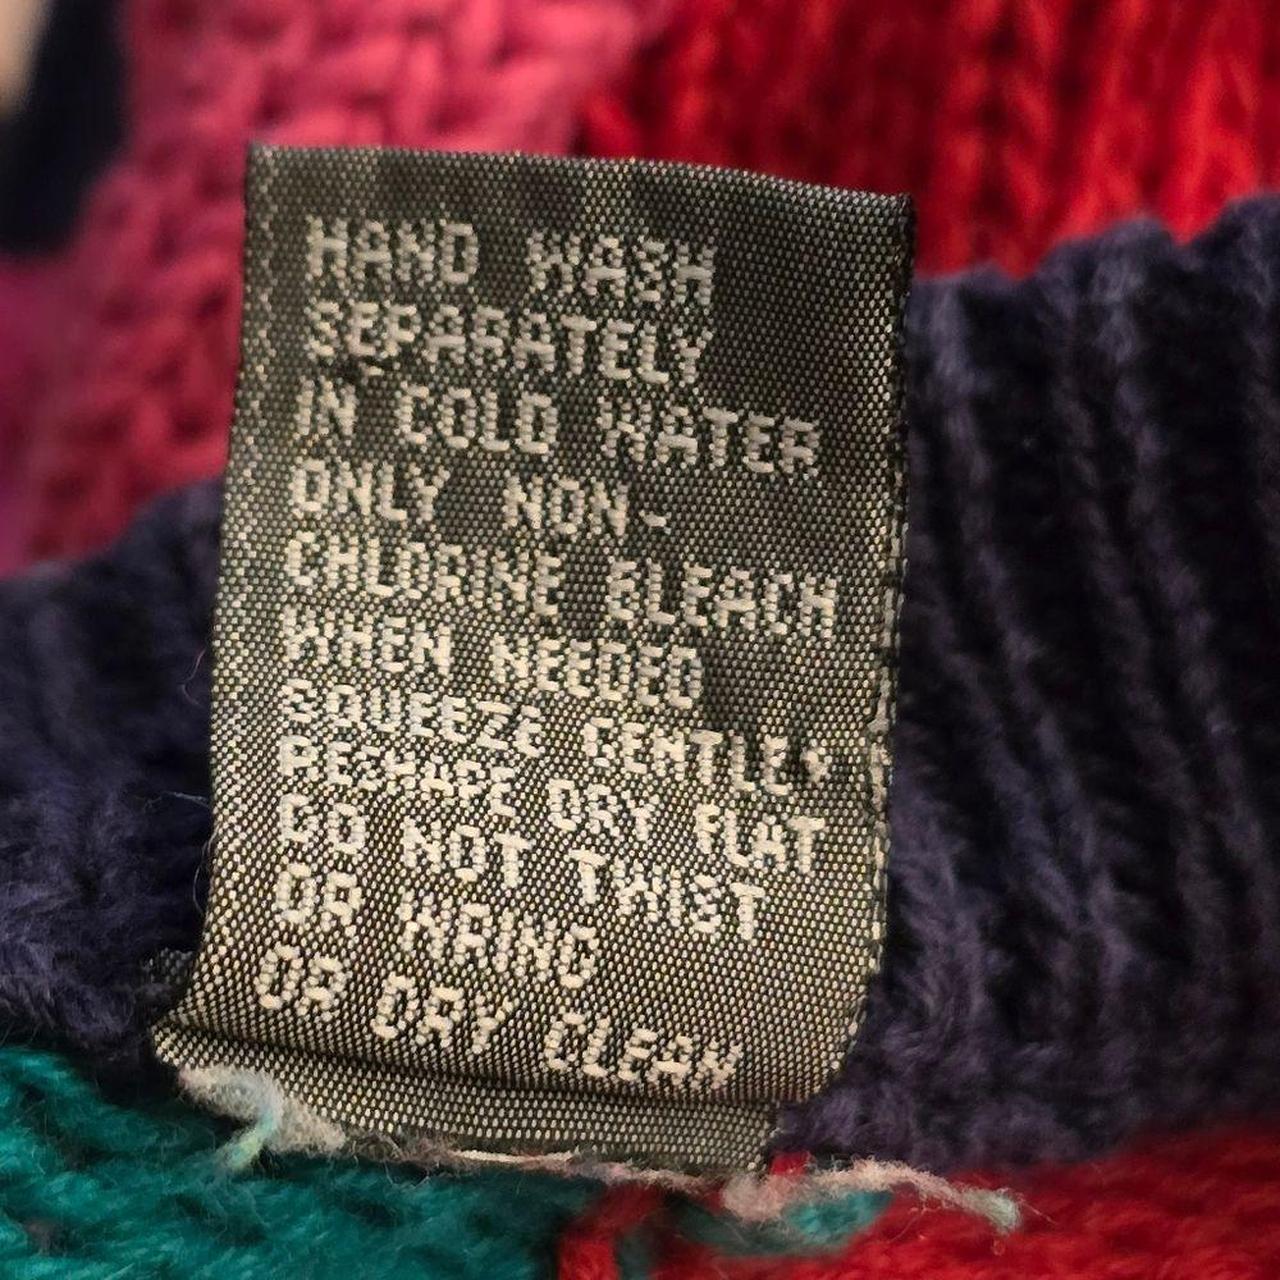 HAND WASH
SEPARATELY
IN COLD WATER
ONLY NON-
CHLORINE BLEACH
WHEN NEEDED
SQUEEZE GENTLEY
RESHAPE DRY FLAT
DO NOT TWIST
OR WRING
OR DRY CLEAN